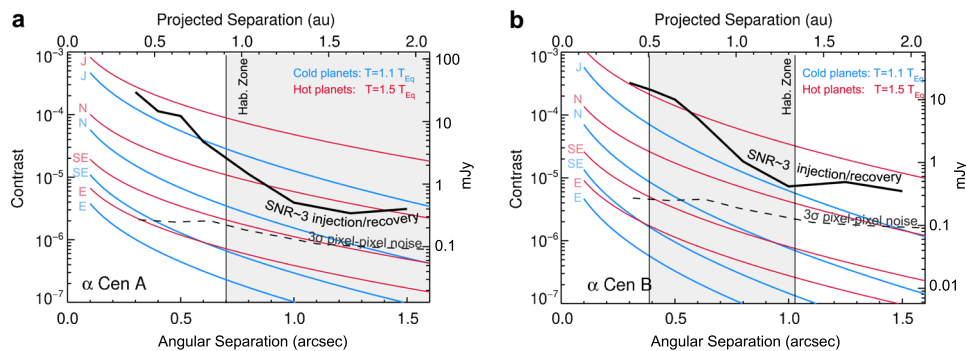 a
Projected Separation (au)
0.0 0.5 1.0 1.5 2.0
10⁻³
10⁻⁴
10⁻⁵
10⁻⁶
10⁻⁷
Contrast
J
J
N
N
SE
SE
E
E
Hab. Zone
Cold planets: T=1.1 T_Eq
Hot planets: T=1.5 T_Eq
SNR~3 injection/recovery
3σ pixel-pixel noise
α Cen A
100
10
1
0.1
mJy
0.0 0.5 1.0 1.5
Angular Separation (arcsec)
b
Projected Separation (au)
0.0 0.5 1.0 1.5 2.0
10⁻³
10⁻⁴
10⁻⁵
10⁻⁶
10⁻⁷
Contrast
J
N
N
SE
SE
E
E
Hab. Zone
Cold planets: T=1.1 T_Eq
Hot planets: T=1.5 T_Eq
SNR~3 injection/recovery
3σ pixel-pixel noise
α Cen B
10
1
0.1
0.01
mJy
0.0 0.5 1.0 1.5
Angular Separation (arcsec)